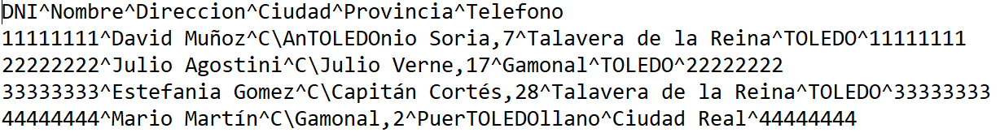 DNI^Nombre^Direccion^Ciudad^Provincia^Telefono
11111111^David Muñoz^C\AnTOLEDOnio Soria,7^Talavera de la Reina^TOLEDO^11111111
22222222^Julio Agostini^C\Julio Verne,17^Gamonal^TOLEDO^22222222
33333333^Estefania Gomez^C\Capitán Cortés,28^Talavera de la Reina^TOLEDO^33333333
44444444^Mario Martín^C\Gamonal,2^PuerTOLEDOllano^Ciudad Real^44444444